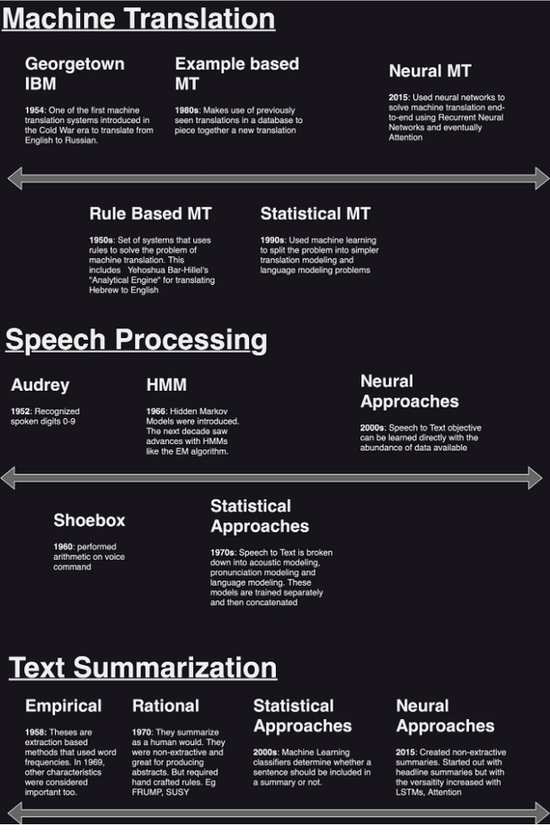 Machine Translation
Georgetown
IBM
1954: One of the first machine
translation systems introduced in
the Cold War era to translate from
English to Russian.
Example based
MT
1980s: Makes use of previously
seen translations in a database to
piece together a new translation
Neural MT
2015: Used neural networks to
solve machine translation end-
to-end using Recurrent Neural
Networks and eventually
Attention
Rule Based MT
1950s: Set of systems that uses
rules to solve the problem of
machine translation. This
includes Yehoshua Bar-Hillel's
"Analytical Engine" for translating
Hebrew to English
Statistical MT
1990s: Used machine learning
to split the problem into simpler
translation modeling and
language modeling problems
Speech Processing
Audrey
1952: Recognized
spoken digits 0-9
HMM
1966: Hidden Markov
Models were introduced.
The next decade saw
advances with HMMs
like the EM algorithm.
Neural
Approaches
2000s: Speech to Text objective
can be learned directly with the
abundance of data available
Shoebox
1960: performed
arithmetic on voice
command
Statistical
Approaches
1970s: Speech to Text is broken
down into acoustic modeling,
pronunciation modeling and
language modeling. These
models are trained separately
and then concatenated
Text Summarization
Empirical
1958: Theses are
extraction based
methods that used word
frequencies. In 1969,
other characteristics
were considered
important too.
Rational
1970: They summarize
as a human would. They
were non-extractive and
great for producing
abstracts. But required
hand crafted rules. Eg
FRUMP, SUSY
Statistical
Approaches
2000s: Machine Learning
classifiers determine whether a
sentence should be included in
a summary or not.
Neural
Approaches
2015: Created non-extractive
summaries. Started out with
headline summaries but with
the versaitity increased with
LSTMs, Attention